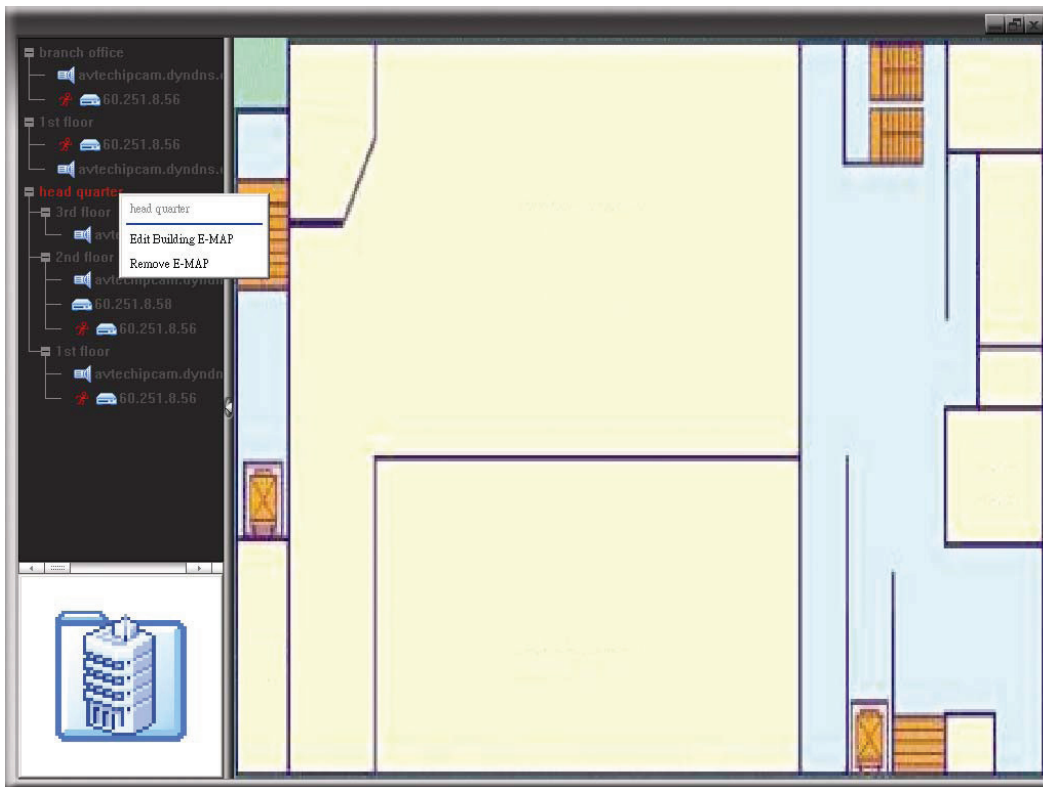 branch office
avtechipcam.dyndns.
60.251.8.56
1st floor
60.251.8.56
avtechipcam.dyndns.
head quarter
head quarter
3rd floor
Edit Building E-MAP
2nd floor
Remove E-MAP
avtechipcam.dyndn
60.251.8.58
60.251.8.56
1st floor
avtechipcam.dyndn
60.251.8.56